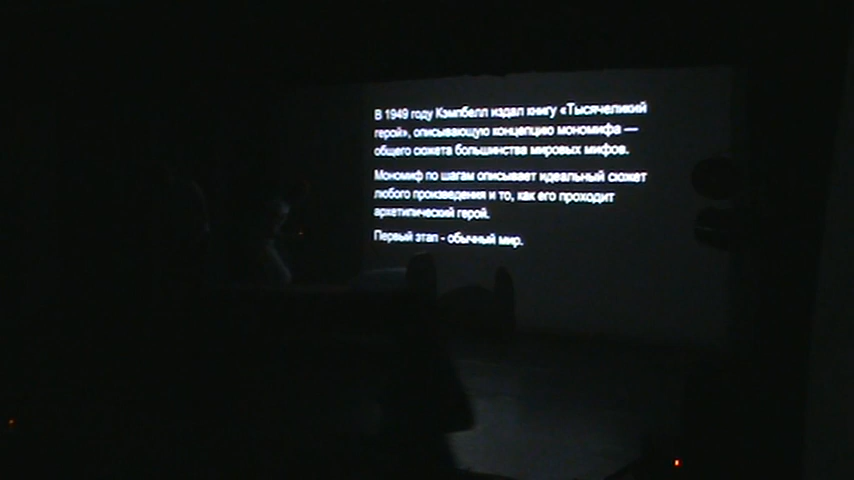 В 1949 году Кэмпбелл издал книгу «Тысячеликий
герой», описывающую концепцию мономифа —
общего сюжета большинства мировых мифов.
Мономиф по шагам описывает идеальный сюжет
любого произведения и то, как его проходит
архетипический герой.
Первый этап - обычный мир.